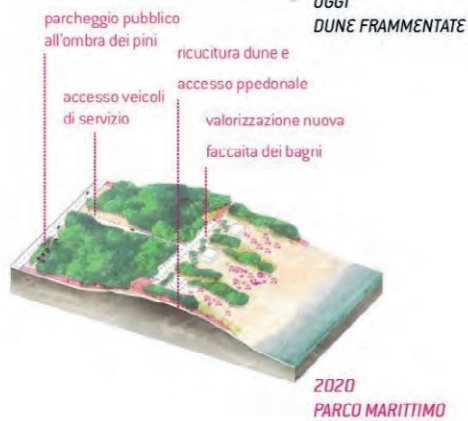 OGGI
DUNE FRAMMENTATE
parcheggio pubblico
all'ombra dei pini
ricucitura dune e
accesso ppedonale
accesso veicoli
di servizio
valorizzazione nuova
faccaita dei bagni
2020
PARCO MARITTIMO